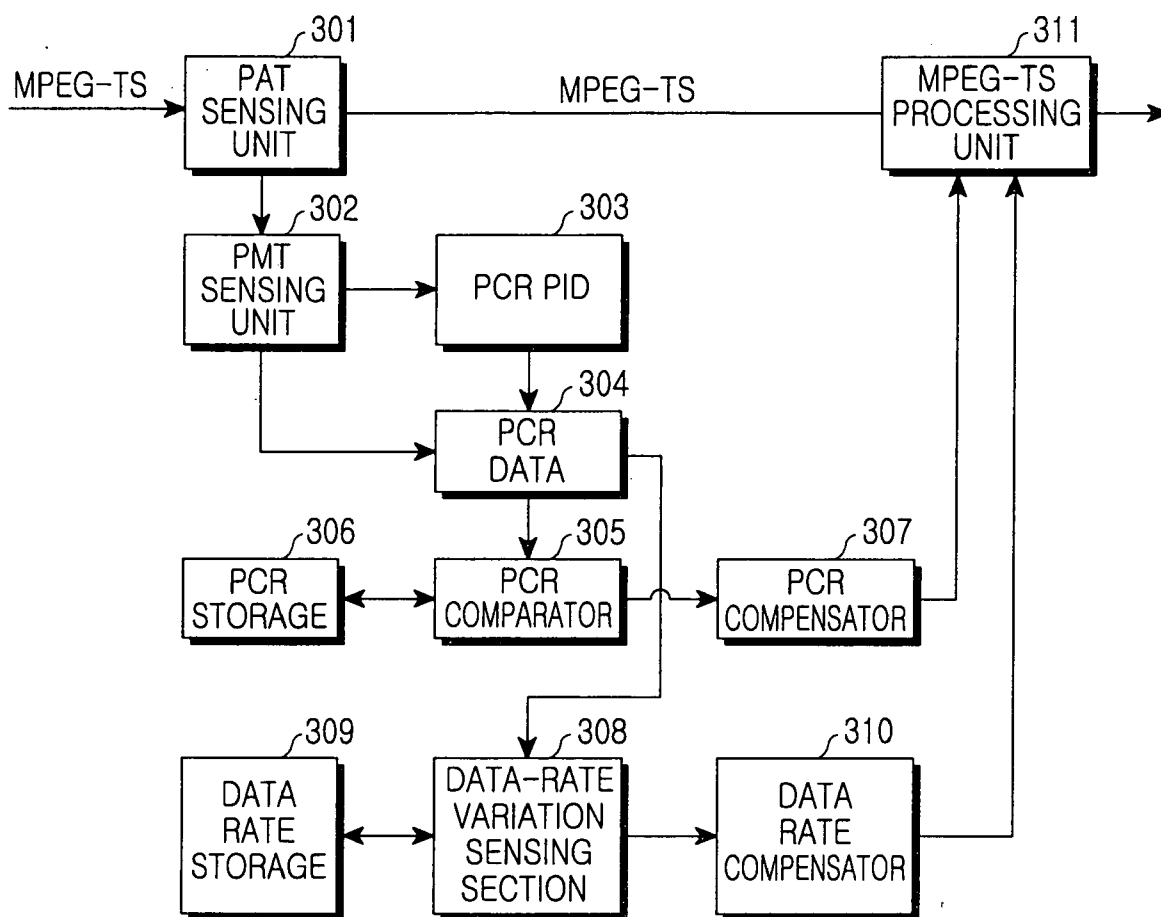 301
311
MPEG-TS
PAT
SENSING
UNIT
MPEG-TS
MPEG-TS
PROCESSING
UNIT
302
303
PMT
SENSING
UNIT
PCR PID
304
PCR
DATA
306
305
307
PCR
STORAGE
PCR
COMPARATOR
PCR
COMPENSATOR
309
308
310
DATA
RATE
STORAGE
DATA-RATE
VARIATION
SENSING
SECTION
DATA
RATE
COMPENSATOR